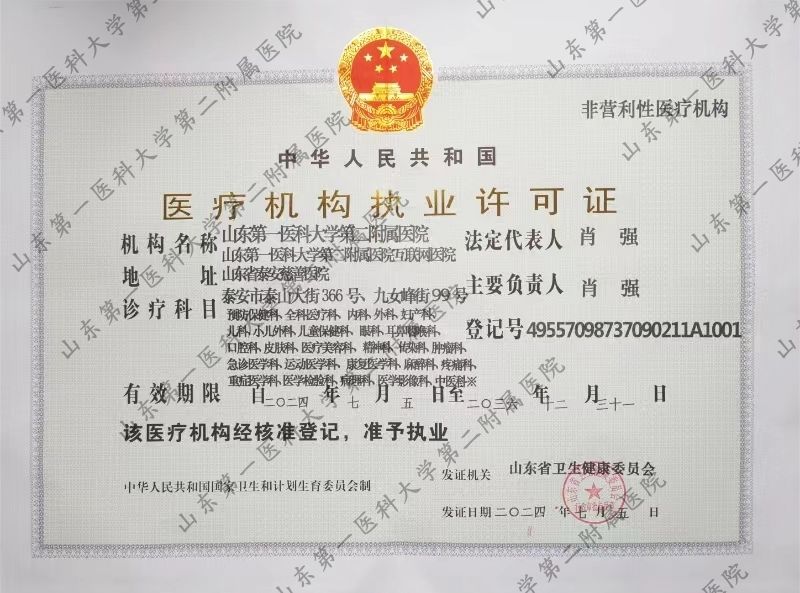 非营利性医疗机构
中华人民共和国
医疗机构执业许可证
机构名称 山东第一医科大学第二附属医院
山东第一医科大学第二附属医院互联网医院
山东省泰安慈善医院
法定代表人 肖强
地址 泰安市泰山大街366号、九女峰街99号
主要负责人 肖强
诊疗科目 预防保健科、全科医疗科、内科、外科、妇产科、
儿科、小儿外科、儿童保健科、眼科、耳鼻咽喉科、
口腔科、皮肤科、医疗美容科、精神科、传染科、肿瘤科、
急诊医学科、运动医学科、康复医学科、麻醉科、疼痛科、
重症医学科、医学检验科、病理科、医学影像科、中医科※
登记号 49557098737090211A1001
有效期限 自二〇二四年七月五日至二〇三六年十二月三十一日
该医疗机构经核准登记，准予执业
中华人民共和国国家卫生和计划生育委员会制
发证机关 山东省卫生健康委员会
发证日期 二〇二四年七月五日
山东第一医科大学第二附属医院